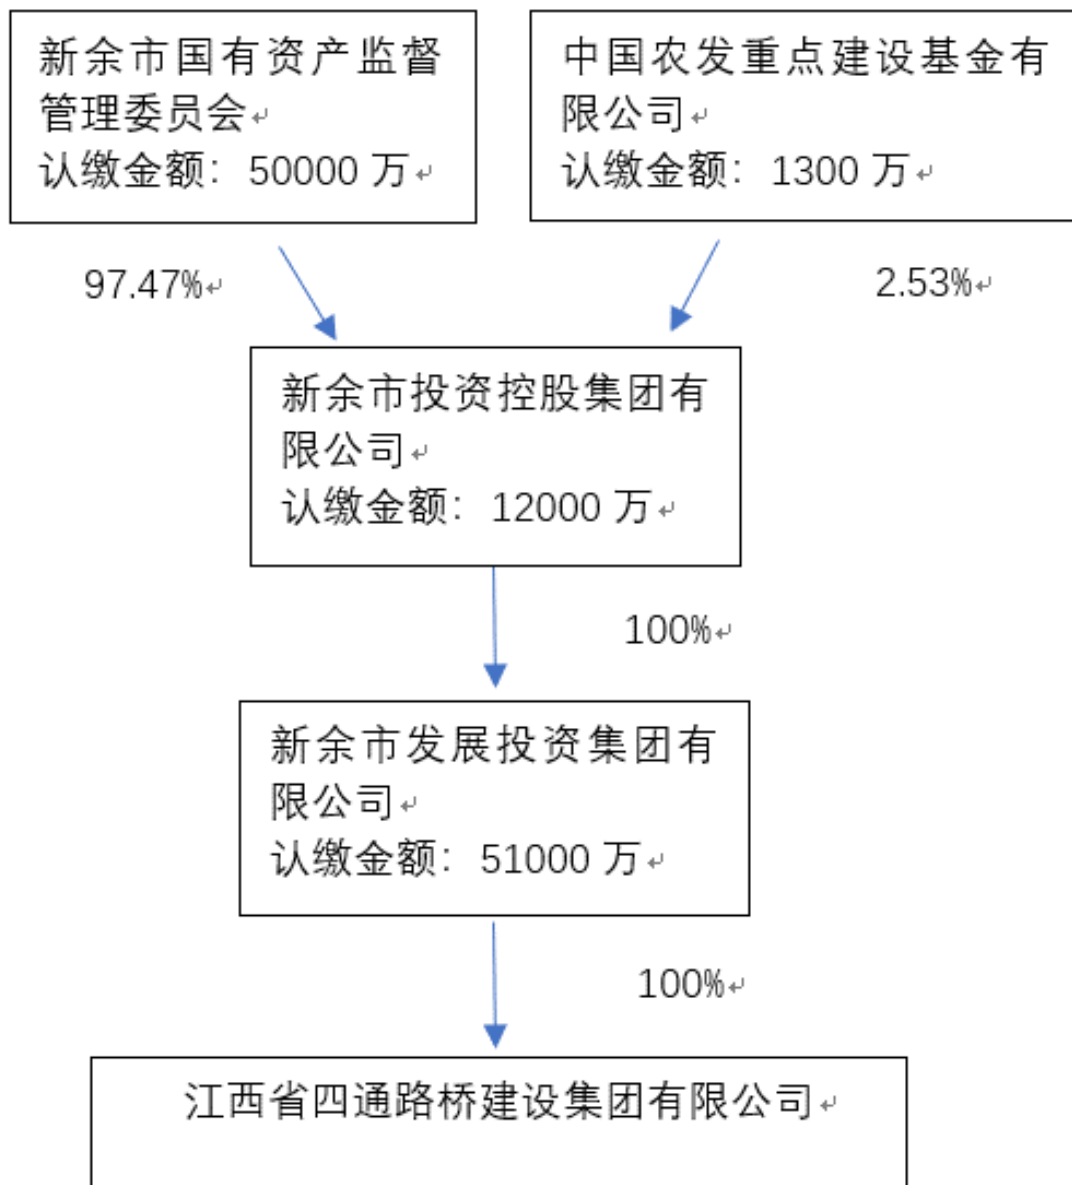 新余市国有资产监督
管理委员会
认缴金额：50000 万
中国农发重点建设基金有
限公司
认缴金额：1300 万
97.47%
2.53%
新余市投资控股集团有
限公司
认缴金额：12000 万
100%
新余市发展投资集团有
限公司
认缴金额：51000 万
100%
江西省四通路桥建设集团有限公司